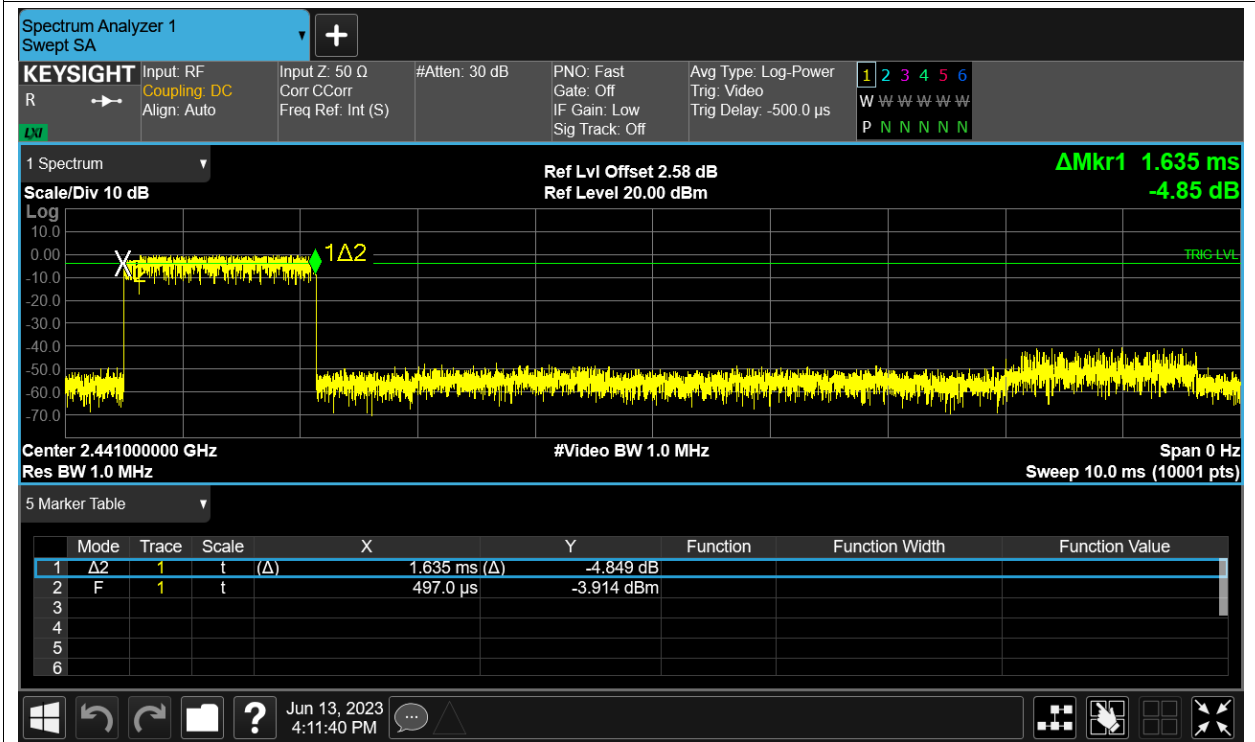 Spectrum Analyzer 1
Swept SA
KEYSIGHT
R
LXI
Input: RF
Coupling: DC
Align: Auto
Input Z: 50 Ω
Corr CCorr
Freq Ref: Int (S)
#Atten: 30 dB
PNO: Fast
Gate: Off
IF Gain: Low
Sig Track: Off
Avg Type: Log-Power
Trig: Video
Trig Delay: -500.0 µs
1 2 3 4 5 6
W W W W W W
P N N N N N
1 Spectrum
Scale/Div 10 dB
Ref Lvl Offset 2.58 dB
Ref Level 20.00 dBm
ΔMkr1 1.635 ms
-4.85 dB
Log
10.0
0.00
-10.0
-20.0
-30.0
-40.0
-50.0
-60.0
-70.0
X
2
1Δ2
TRIG LVL
Center 2.441000000 GHz
Res BW 1.0 MHz
#Video BW 1.0 MHz
Span 0 Hz
Sweep 10.0 ms (10001 pts)
5 Marker Table
Mode Trace Scale X Y Function Function Width Function Value
1 Δ2 1 t (Δ) 1.635 ms (Δ) -4.849 dB
2 F 1 t 497.0 µs -3.914 dBm
3
4
5
6
?
Jun 13, 2023
4:11:40 PM